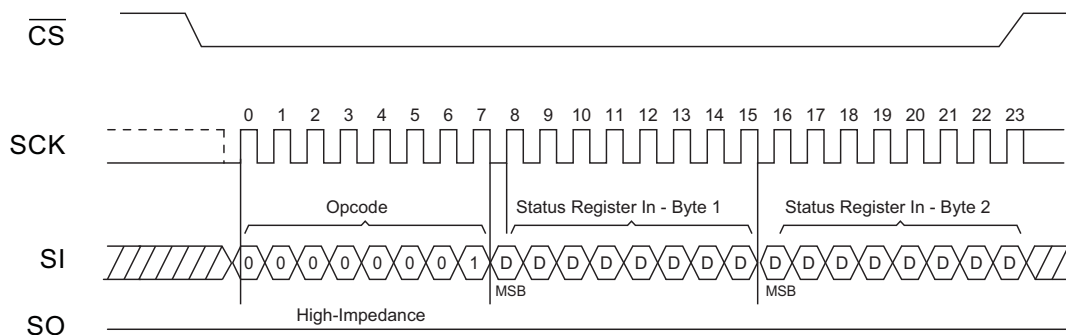 CS
0 1 2 3 4 5 6 7 8 9 10 11 12 13 14 15 16 17 18 19 20 21 22 23
SCK
Opcode Status Register In - Byte 1 Status Register In - Byte 2
SI 0 0 0 0 0 0 0 1 D D D D D D D D D D D D D D D D
MSB MSB
High-Impedance
SO